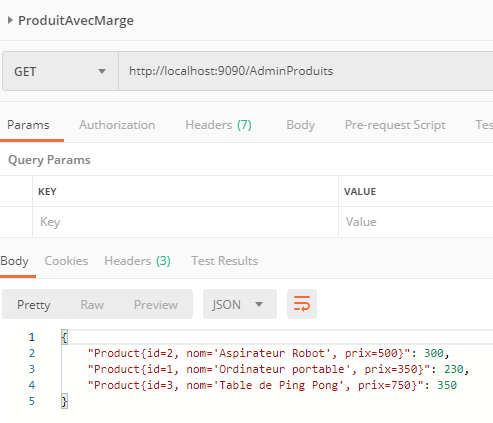 ProduitAvecMarge
GET http://localhost:9090/AdminProduits
Params Authorization Headers (7) Body Pre-request Script Tes
Query Params
KEY VALUE
Key Value
Body Cookies Headers (3) Test Results
Pretty Raw Preview JSON
1 {
2 "Product{id=2, nom='Aspirateur Robot', prix=500}": 300,
3 "Product{id=1, nom='Ordinateur portable', prix=350}": 230,
4 "Product{id=3, nom='Table de Ping Pong', prix=750}": 350
5 }